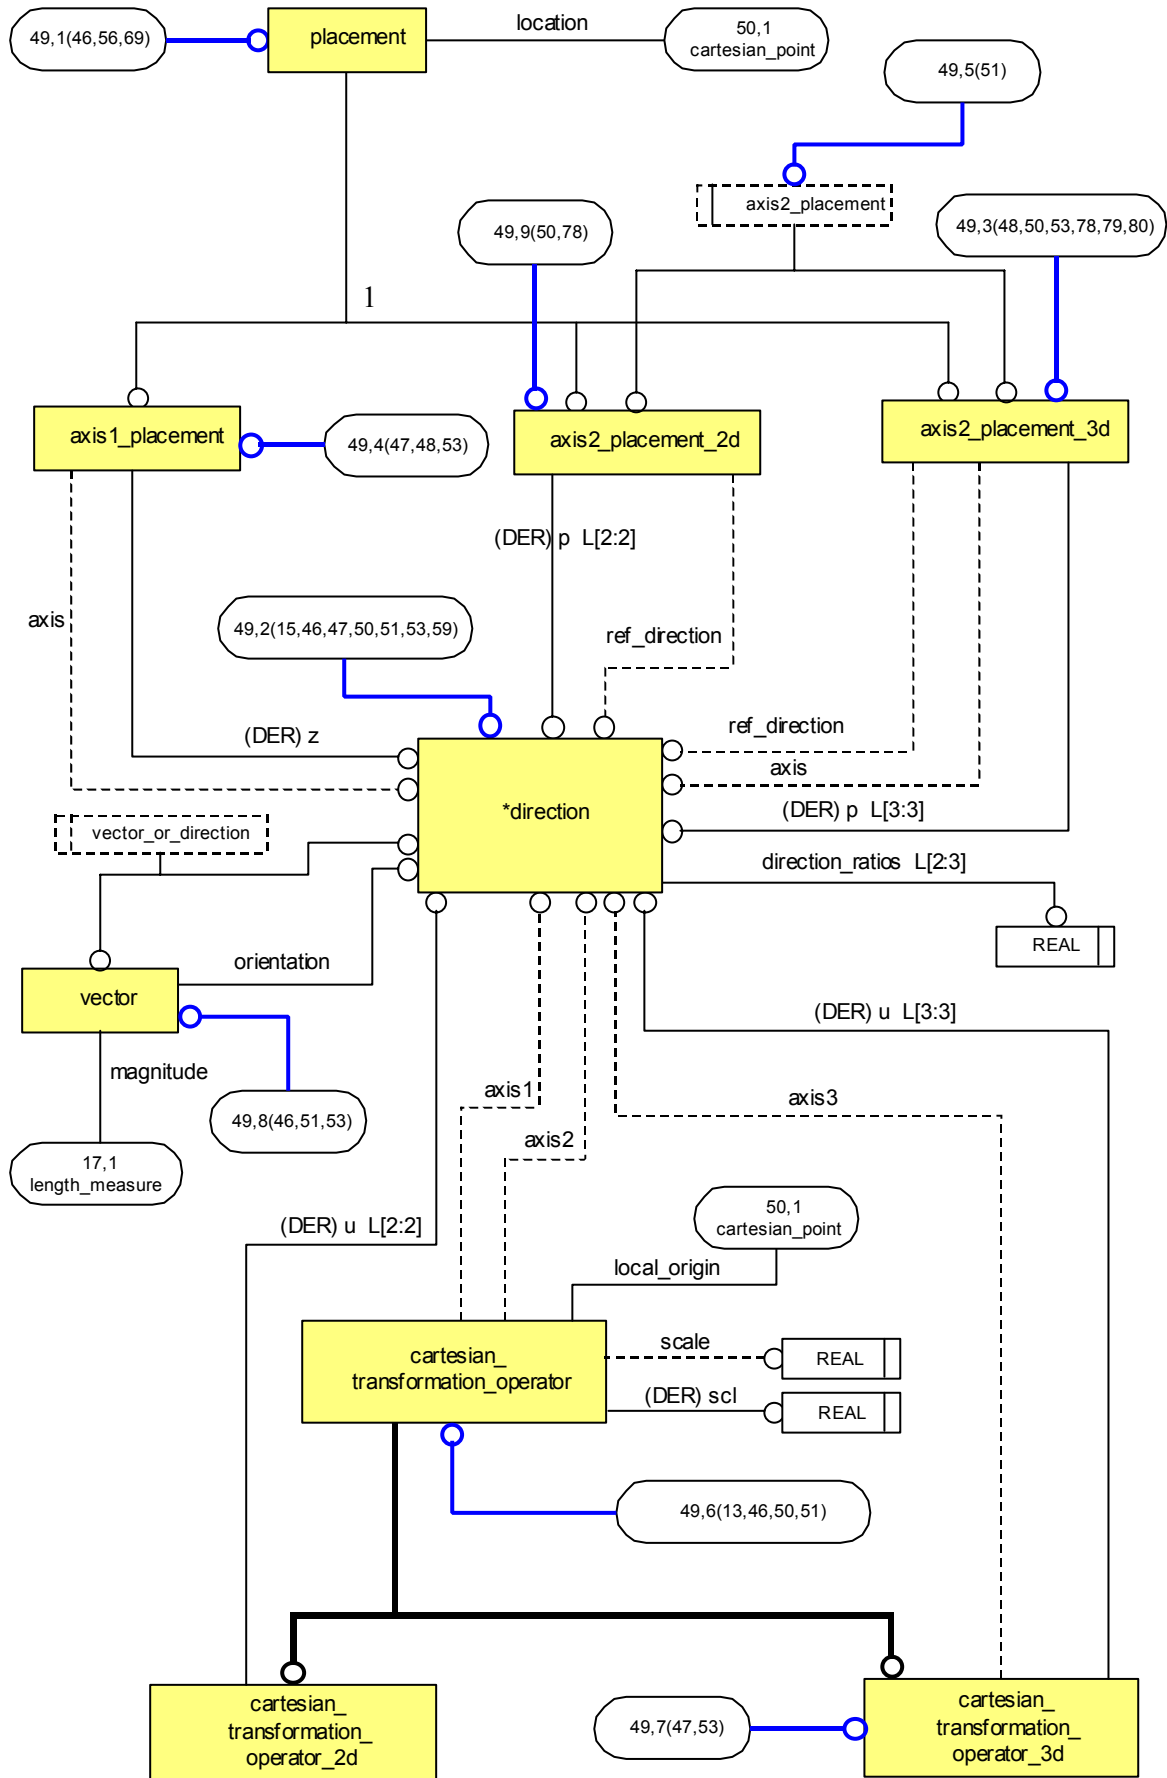 location
49,1(46,56,69)
placement
50,1
cartesian_point
49,5(51)
axis2_placement
49,9(50,78)
49,3(48,50,53,78,79,80)
1
axis1_placement
49,4(47,48,53)
axis2_placement_2d
axis2_placement_3d
(DER) p L[2:2]
axis
49,2(15,46,47,50,51,53,59)
ref_direction
(DER) z
ref_direction
axis
*direction
(DER) p L[3:3]
vector_or_direction
direction_ratios L[2:3]
REAL
orientation
vector
(DER) u L[3:3]
magnitude
axis1
axis3
49,8(46,51,53)
axis2
17,1
length_measure
50,1
cartesian_point
(DER) u L[2:2]
local_origin
cartesian_
transformation_operator
scale
REAL
(DER) scl
REAL
49,6(13,46,50,51)
cartesian_
transformation_
operator_2d
49,7(47,53)
cartesian_
transformation_
operator_3d